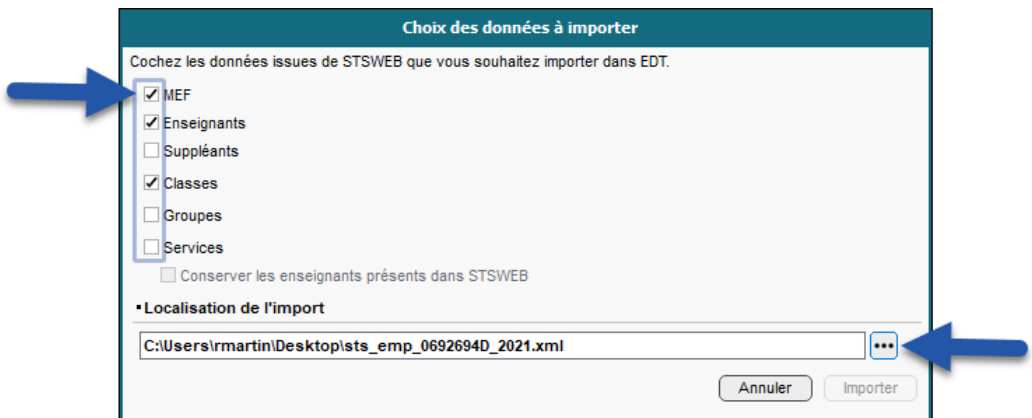 Choix des données à importer
Cochez les données issues de STSWEB que vous souhaitez importer dans EDT.
MEF
Enseignants
Suppléants
Classes
Groupes
Services
Conserver les enseignants présents dans STSWEB
▪Localisation de l'import
C:\Users\rmartin\Desktop\sts_emp_0692694D_2021.xml
•••
Annuler Importer